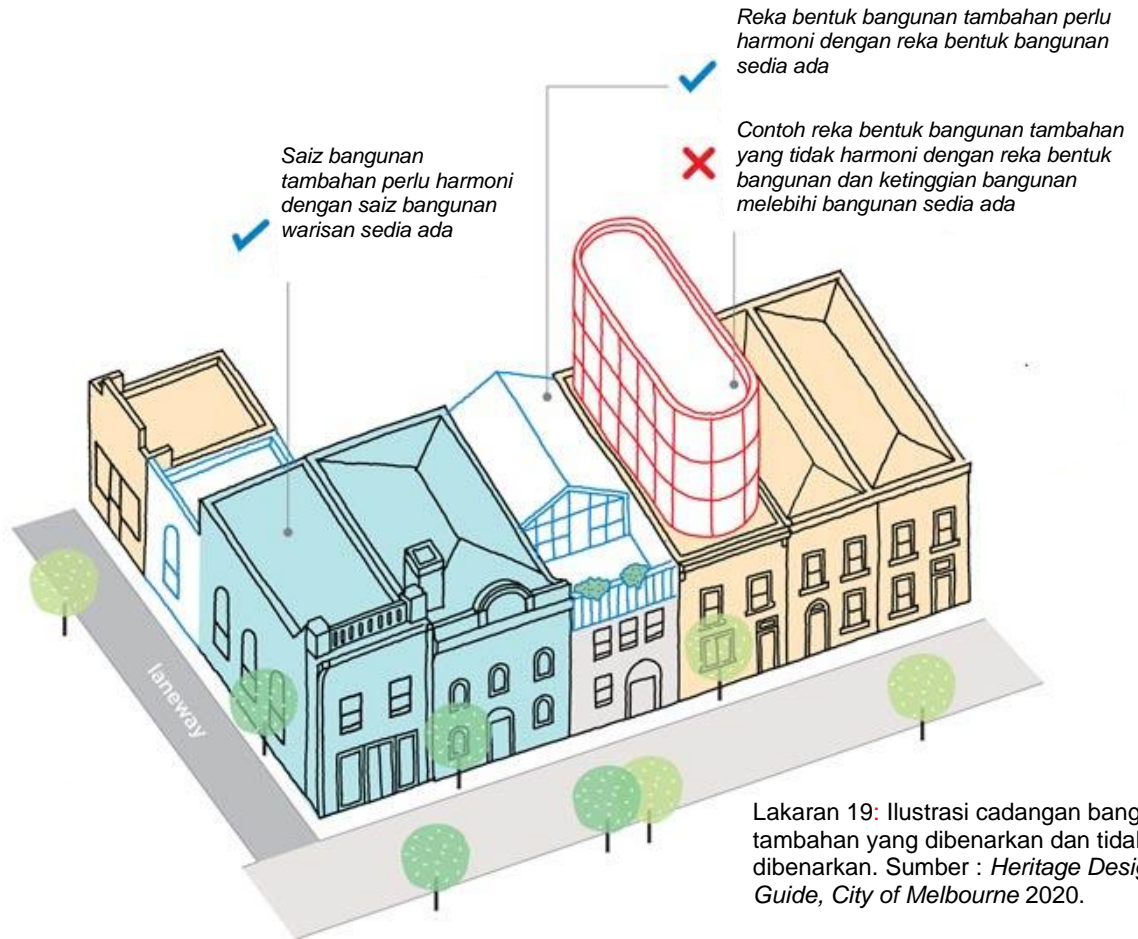 Reka bentuk bangunan tambahan perlu
harmoni dengan reka bentuk bangunan
sedia ada
Contoh reka bentuk bangunan tambahan
yang tidak harmoni dengan reka bentuk
bangunan dan ketinggian bangunan
melebihi bangunan sedia ada
Saiz bangunan
tambahan perlu harmoni
dengan saiz bangunan
warisan sedia ada
laneway
Lakaran 19: Ilustrasi cadangan bang
tambahan yang dibenarkan dan tidal
dibenarkan. Sumber : Heritage Desig
Guide, City of Melbourne 2020.